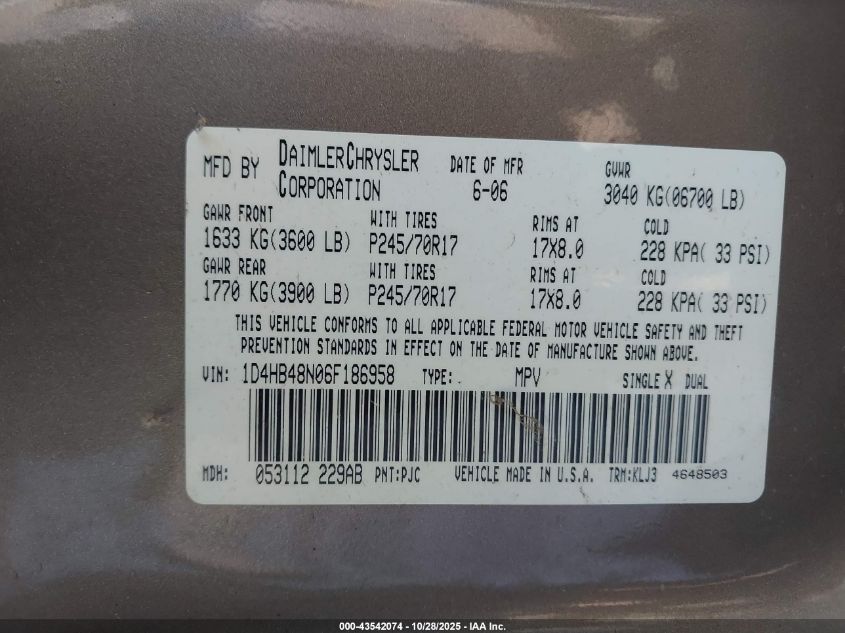 MFD BY DAIMLERCHRYSLER CORPORATION DATE OF MFR 6-06 GVWR 3040 KG(06700 LB)
GAWR FRONT WITH TIRES RIMS AT COLD
1633 KG(3600 LB) P245/70R17 17X8.0 228 KPA( 33 PSI)
GAWR REAR WITH TIRES RIMS AT COLD
1770 KG(3900 LB) P245/70R17 17X8.0 228 KPA( 33 PSI)
THIS VEHICLE CONFORMS TO ALL APPLICABLE FEDERAL MOTOR VEHICLE SAFETY AND THEFT
PREVENTION STANDARDS IN EFFECT ON THE DATE OF MANUFACTURE SHOWN ABOVE.
VIN: 1D4HB48N06F186958 TYPE: MPV SINGLE X DUAL
MDH: 053112 229AB PNT:PJC VEHICLE MADE IN U.S.A. TRM:KLJ3 4648503
000-43542074 - 10/28/2025 - IAA Inc.